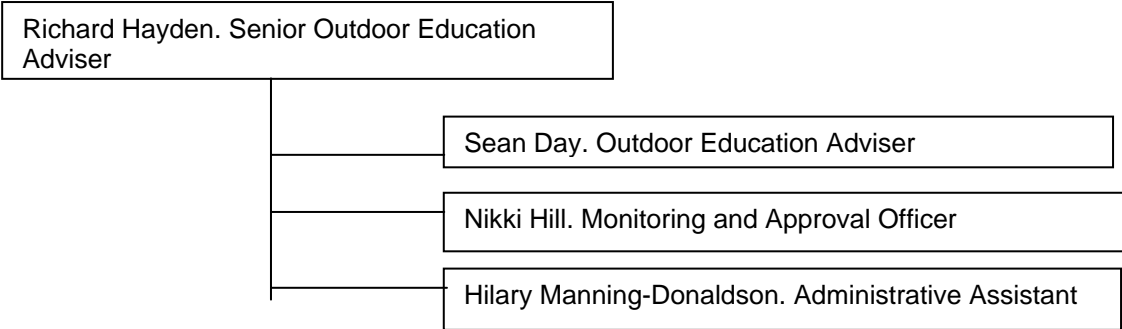 Richard Hayden. Senior Outdoor Education
Adviser
Sean Day. Outdoor Education Adviser
Nikki Hill. Monitoring and Approval Officer
Hilary Manning-Donaldson. Administrative Assistant